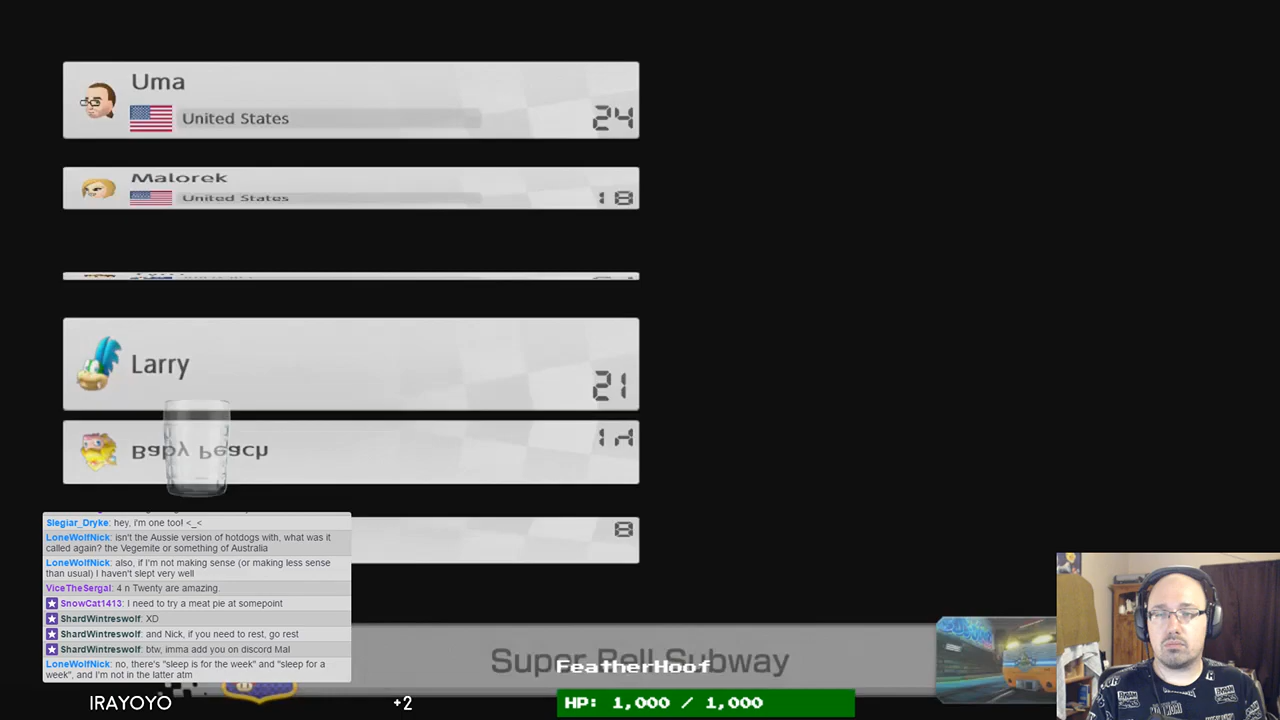 Uma
United States
24
Malorek
United States
18
Larry
21
Baby Peach
8
Slegiar_Dryke: hey, i'm one too! <_<
LoneWolfNick: isn't the Aussie version of hotdogs with, what was it
called again? the Vegemite or something of Australia
LoneWolfNick: also, if I'm not making sense (or making less sense
than usual) I haven't slept very well
ViceTheSergal: 4 n Twenty are amazing.
SnowCat1413: I need to try a meat pie at somepoint
ShardWintreswolf: XD
ShardWintreswolf: and Nick, if you need to rest, go rest
ShardWintreswolf: btw, imma add you on discord Mal
LoneWolfNick: no, there's "sleep is for the week" and "sleep for a
week", and I'm not in the latter atm
Super Bell Subway
FeatherHoof
IRAYOYO
+2
HP: 1,000 / 1,000